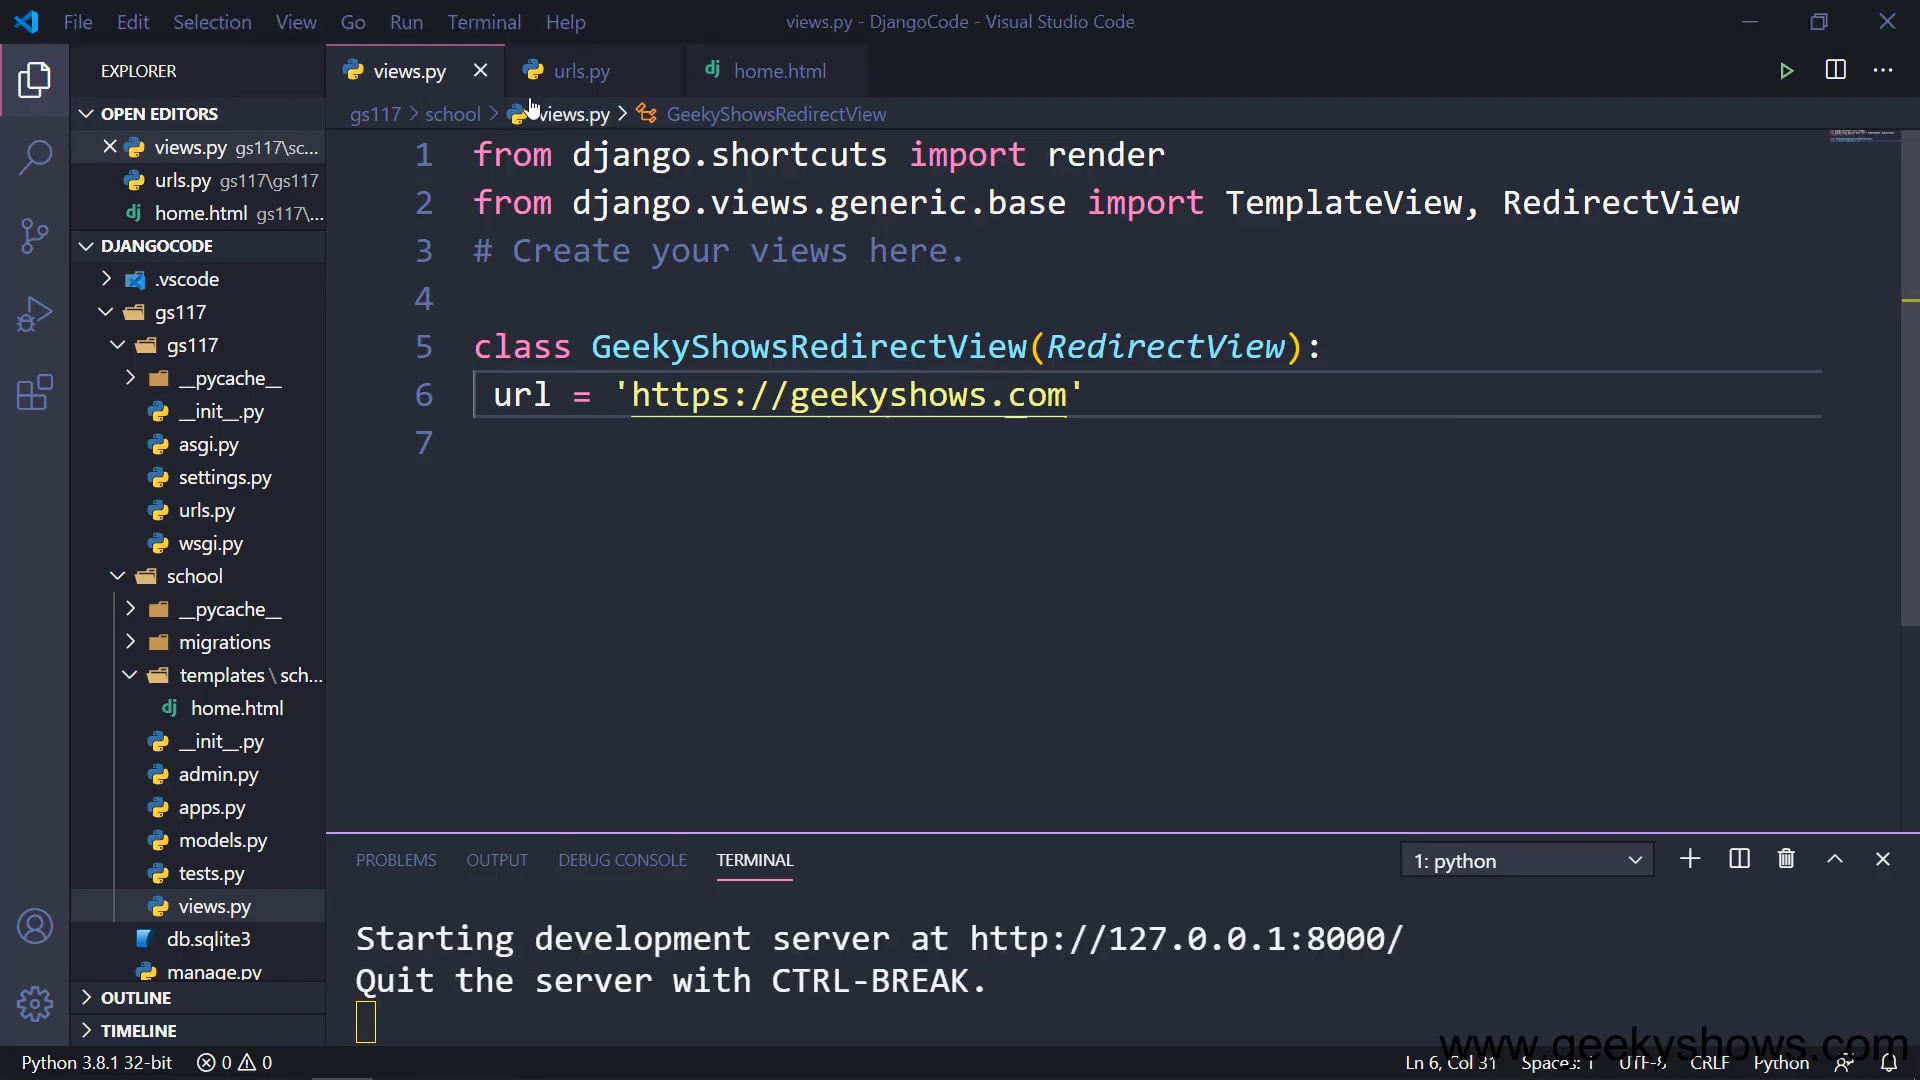 File Edit Selection View Go Run Terminal Help
views.py - DjangoCode - Visual Studio Code
EXPLORER
views.py
urls.py
home.html
OPEN EDITORS
gs117 > school > views.py > GeekyShowsRedirectView
views.py gs117\sc...
urls.py gs117\gs117
home.html gs117\...
DJANGOCODE
.vscode
gs117
gs117
__pycache__
__init__.py
asgi.py
settings.py
urls.py
wsgi.py
school
__pycache__
migrations
templates \ sch...
home.html
__init__.py
admin.py
apps.py
models.py
tests.py
views.py
db.sqlite3
manage.py
OUTLINE
TIMELINE
1 from django.shortcuts import render
2 from django.views.generic.base import TemplateView, RedirectView
3 # Create your views here.
4
5 class GeekyShowsRedirectView(RedirectView):
6 url = 'https://geekyshows.com'
7
PROBLEMS OUTPUT DEBUG CONSOLE TERMINAL
1: python
Starting development server at http://127.0.0.1:8000/
Quit the server with CTRL-BREAK.
www.geekyshows.com
Python 3.8.1 32-bit 0 0
Ln 6, Col 31 Spaces: 1 UTF-8 CRLF Python